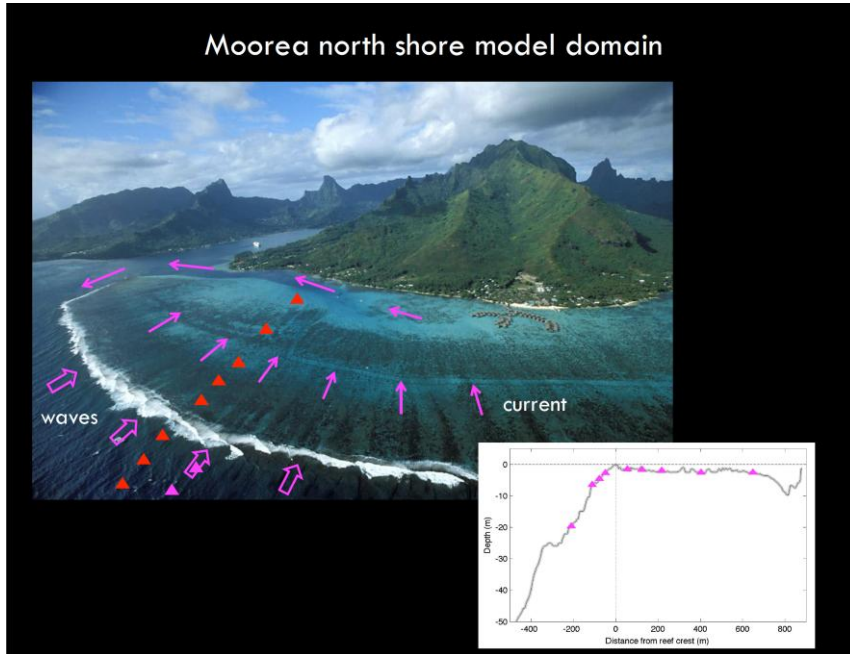 Moorea north shore model domain
waves
current
0
-10
-20
-30
-40
-50
Depth (m)
-400
-200
0
200
400
600
800
Distance from reef crest (m)